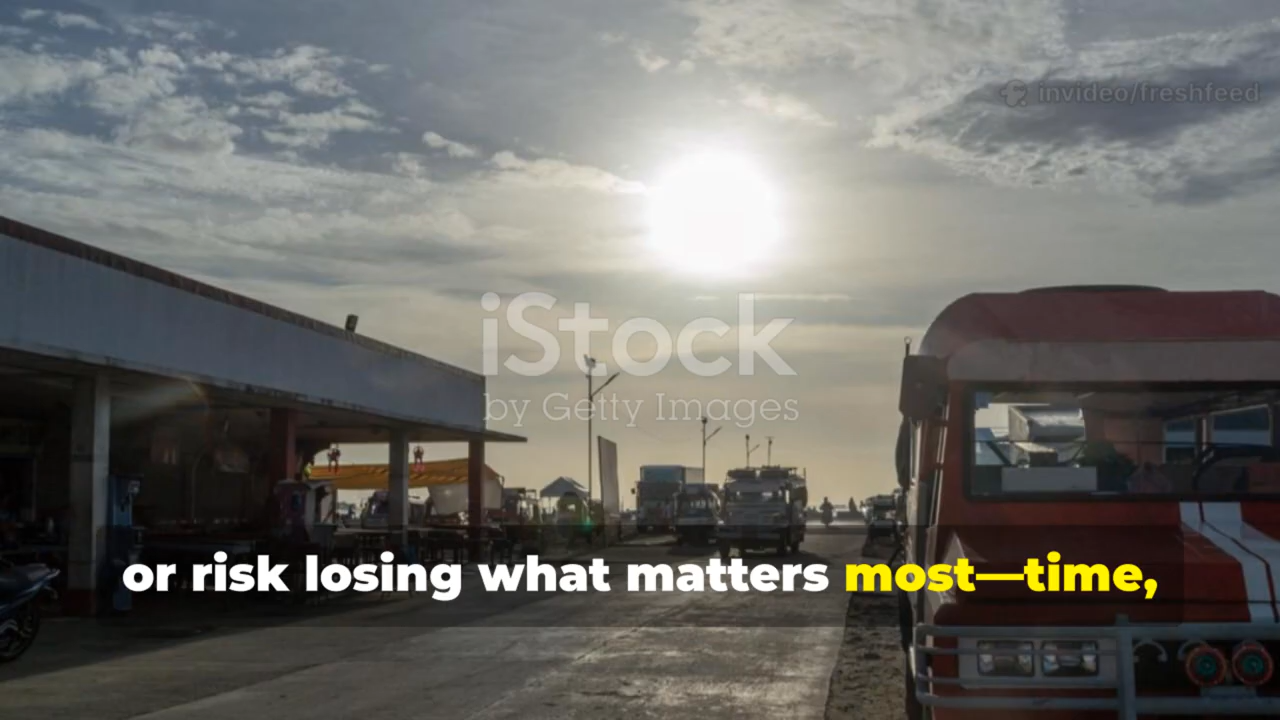 invideo/freshfeed
iStock
by Getty Images
or risk losing what matters most—time,